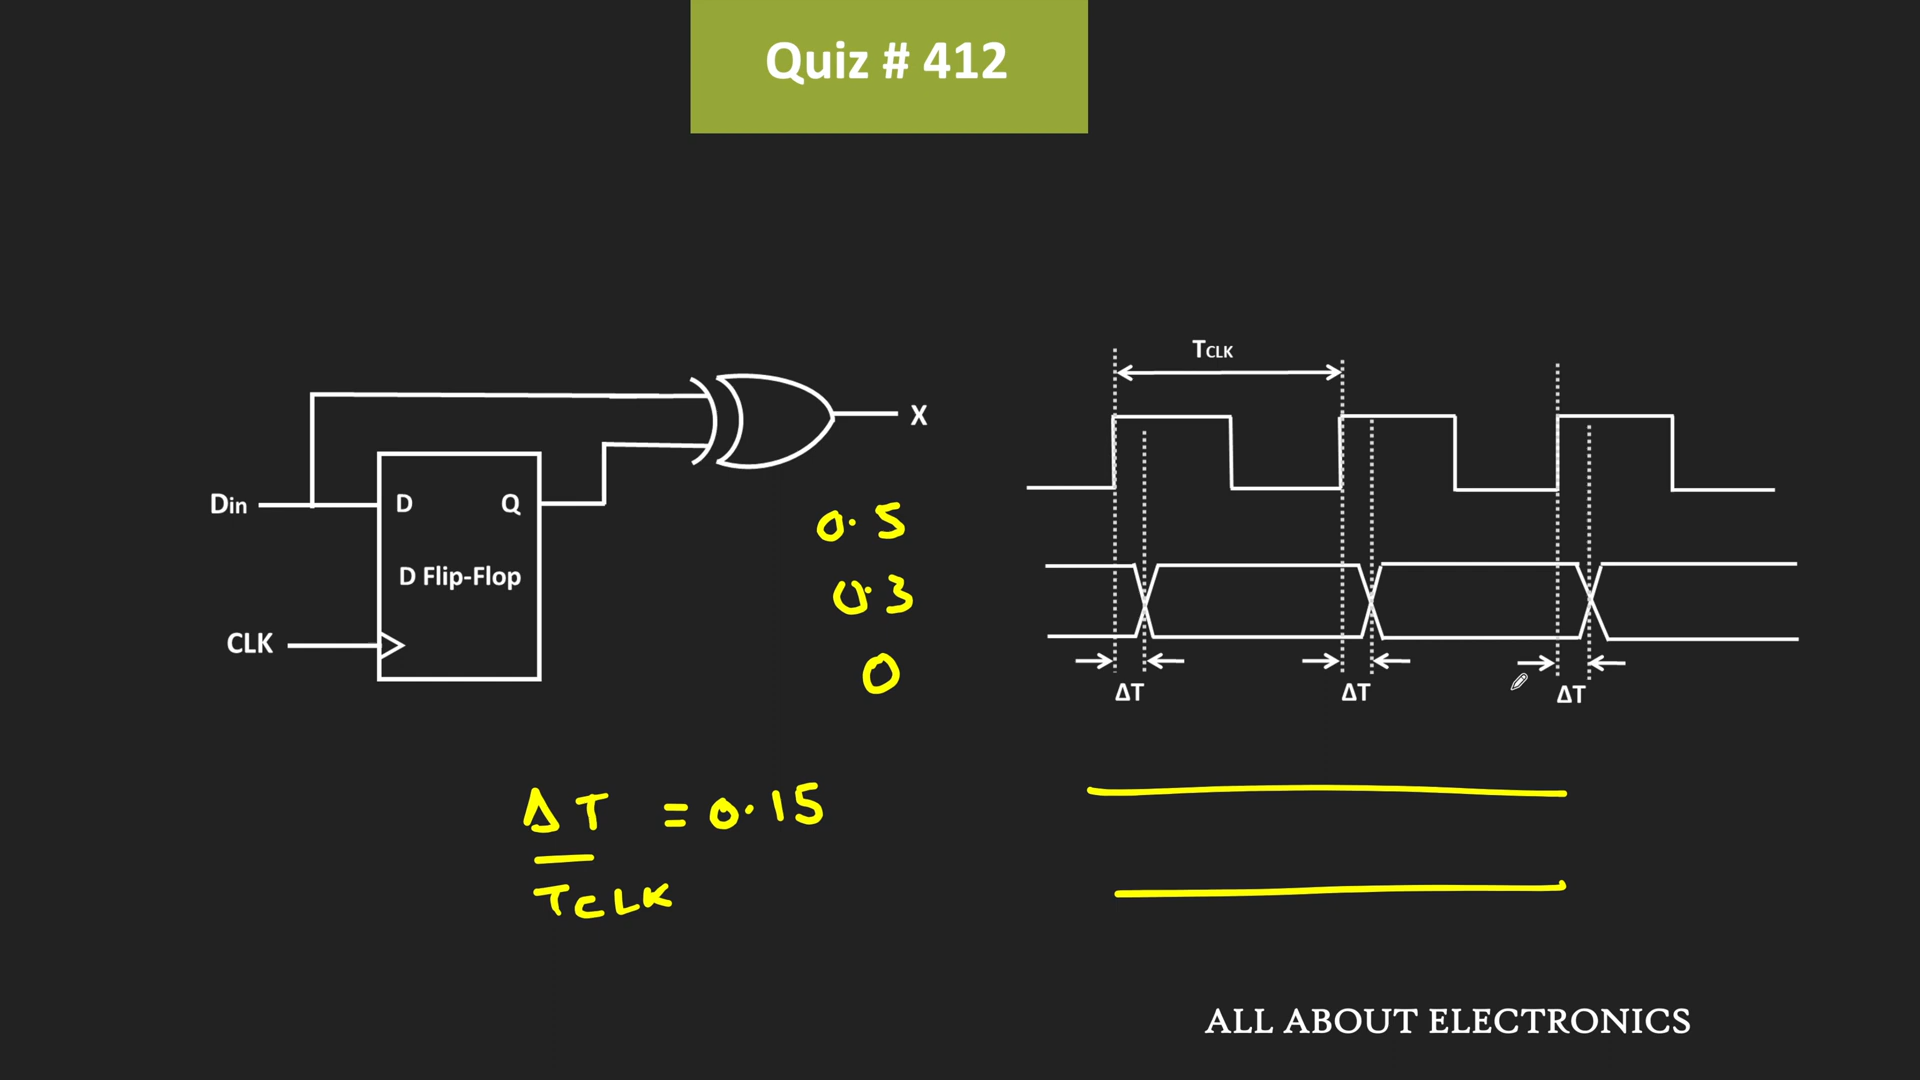 Quiz # 412
TCLK
X
Din
D
Q
D Flip-Flop
CLK
0.5
0.3
0
ΔT
ΔT
ΔT
ΔT = 0.15
TCLK
ALL ABOUT ELECTRONICS